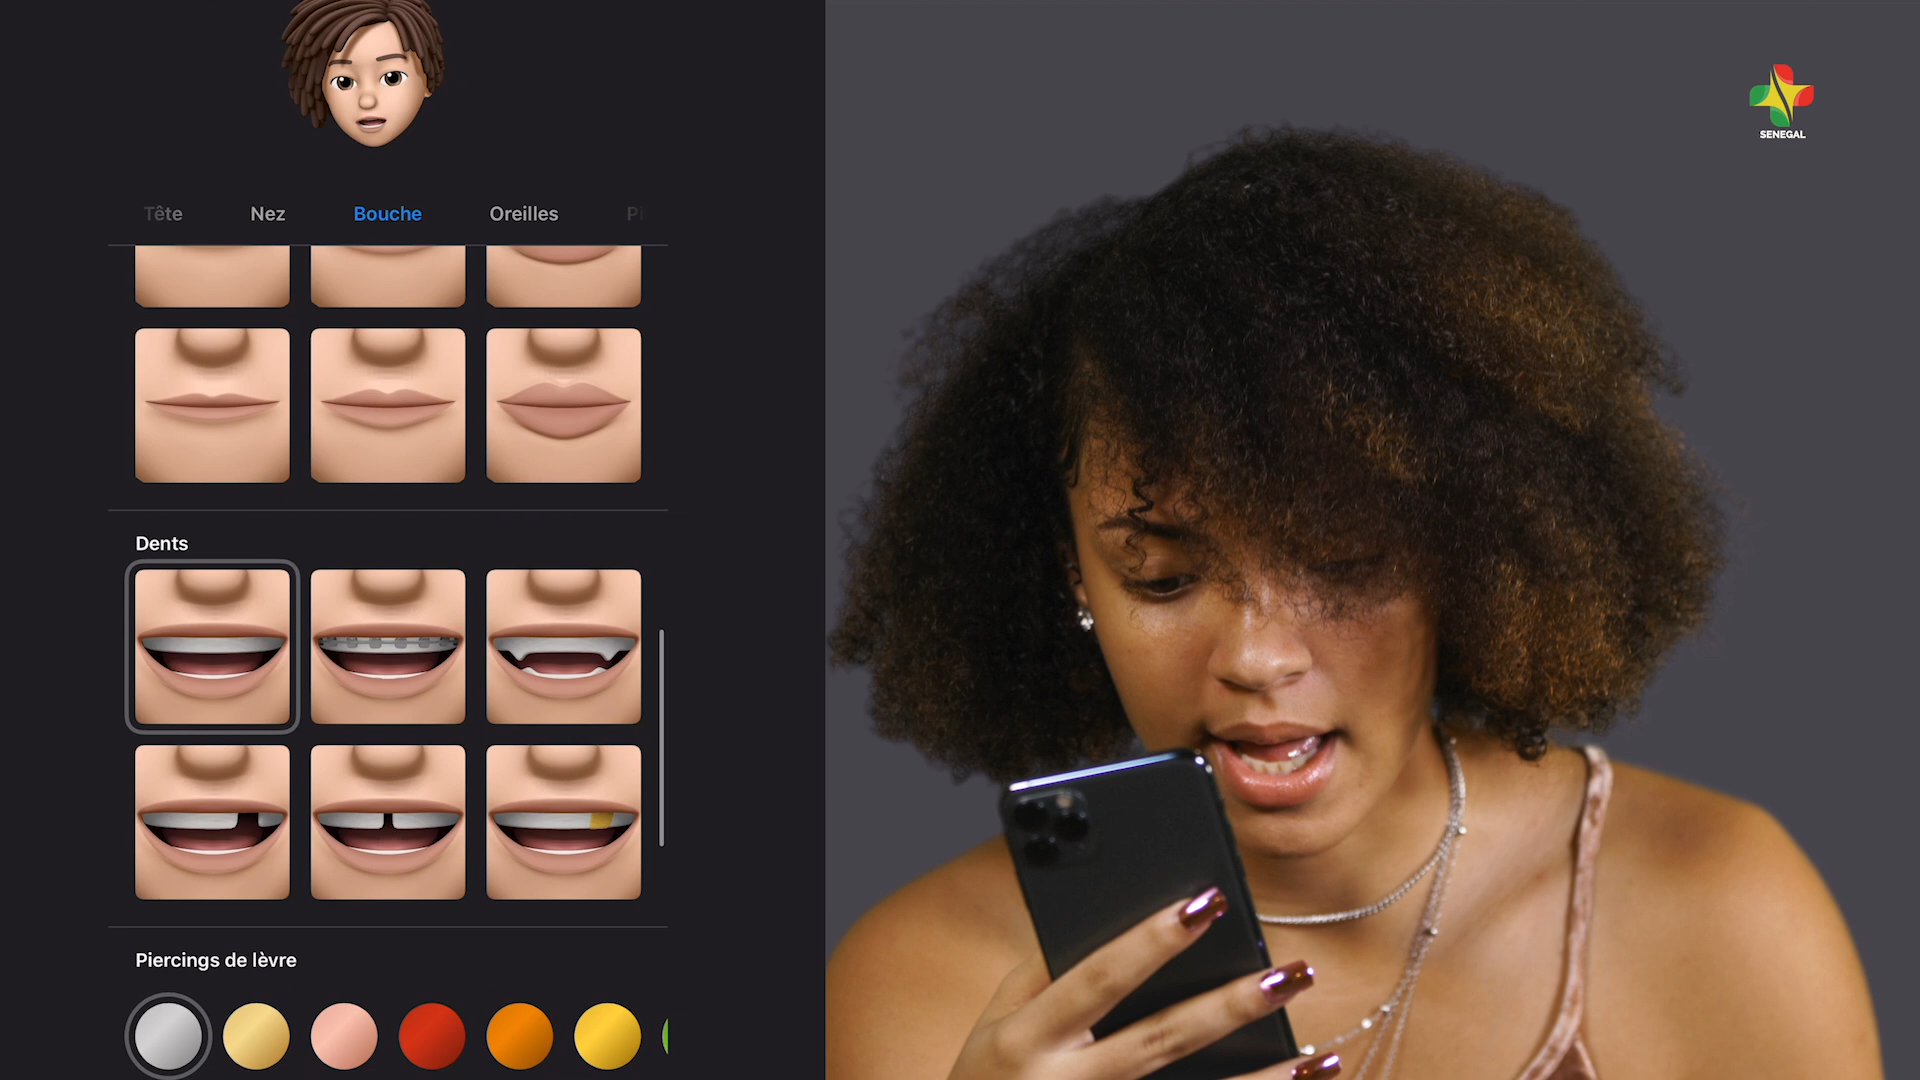 Tête
Nez
Bouche
Oreilles
SENEGAL
Dents
Piercings de lèvre